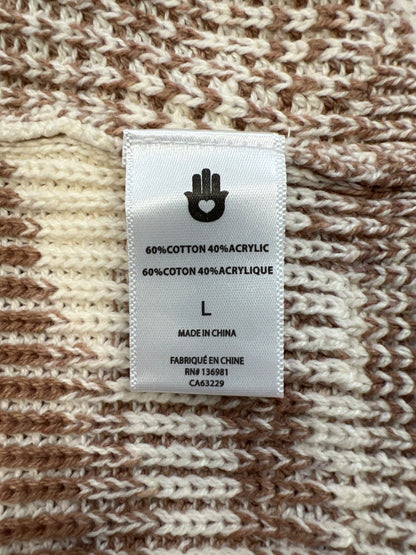 60%COTTON 40%ACRYLIC
60%COTON 40%ACRYLIQUE
L
MADE IN CHINA
FABRIQUÉ EN CHINE
RN# 136981
CA63229